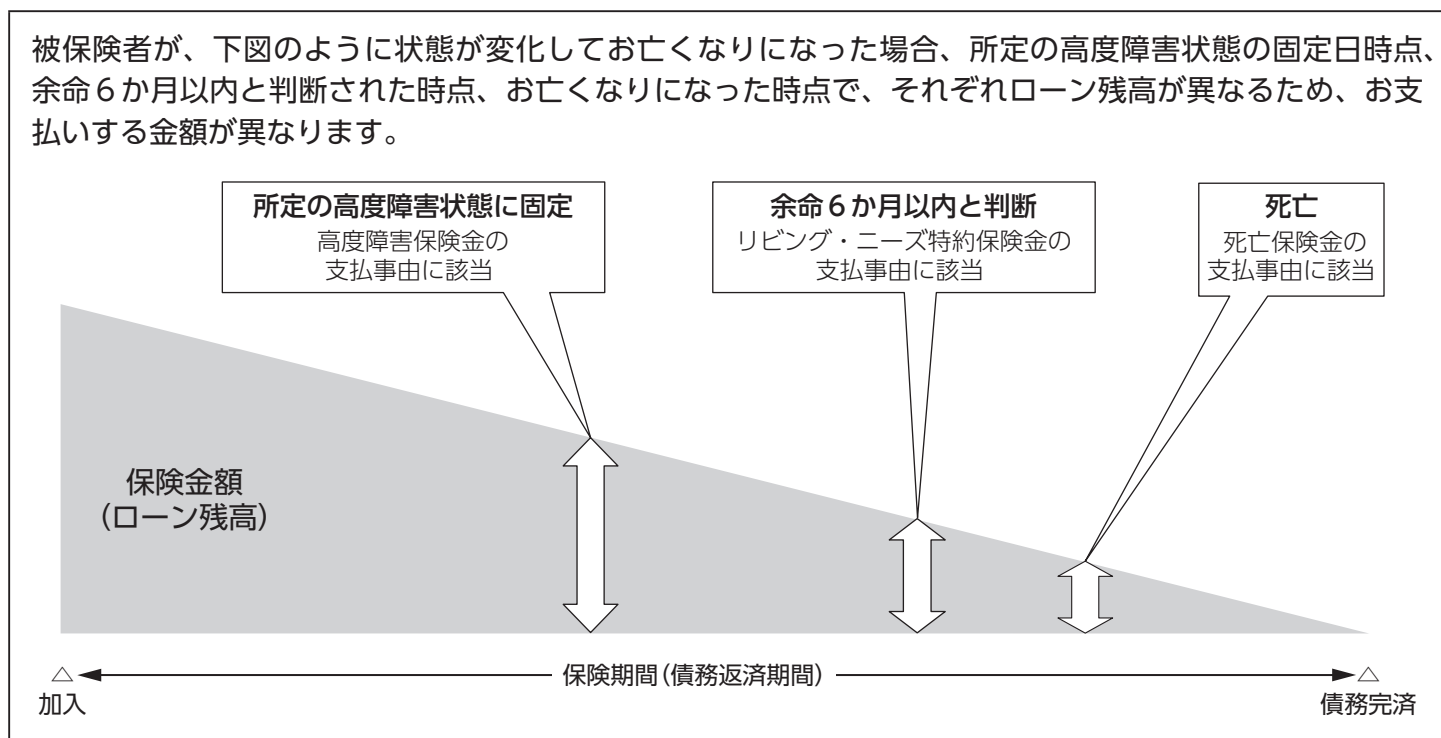 被保険者が、下図のように状態が変化してお亡くなりになった場合、所定の高度障害状態の固定日時点、
余命6か月以内と判断された時点、お亡くなりになった時点で、それぞれローン残高が異なるため、お支
払いする金額が異なります。
所定の高度障害状態に固定
高度障害保険金の
支払事由に該当
余命6か月以内と判断
リビング・ニーズ特約保険金の
支払事由に該当
死亡
死亡保険金の
支払事由に該当
保険金額
(ローン残高)
保険期間(債務返済期間)
△
加入
△
債務完済